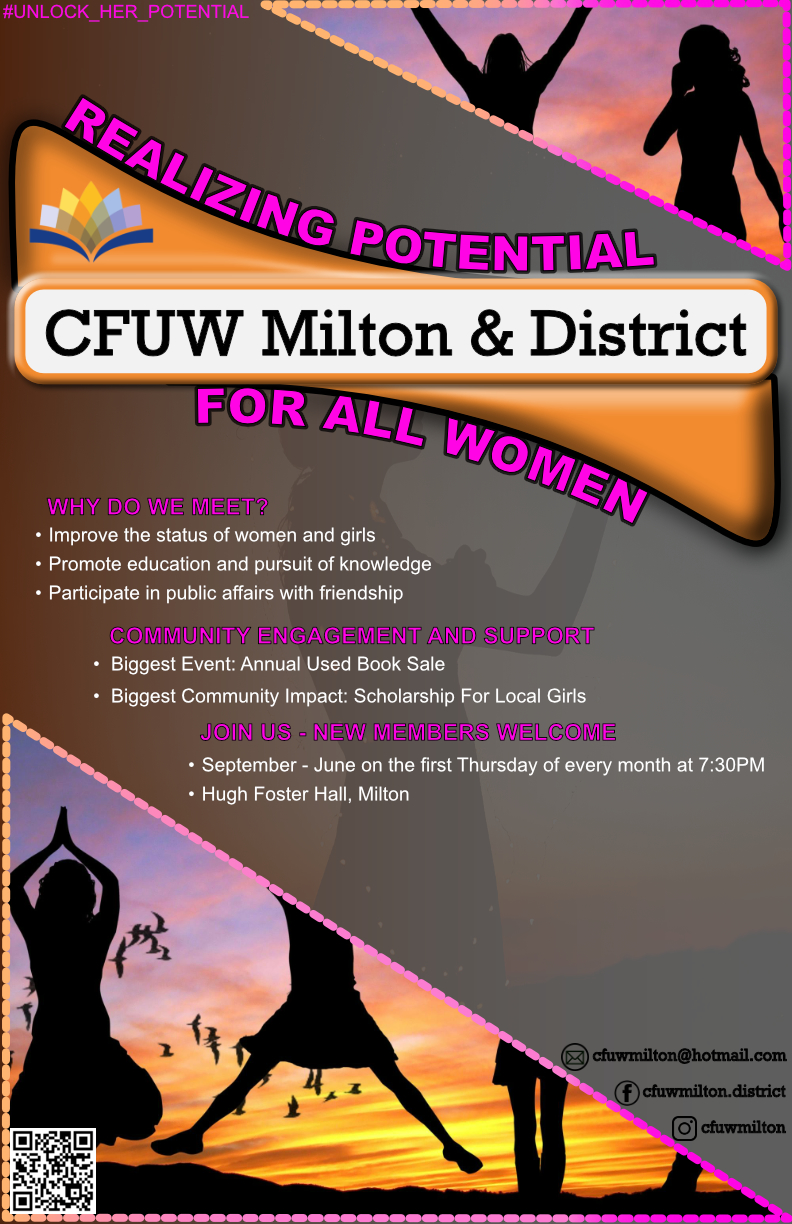 #UNLOCK_HER_POTENTIAL
REALIZING POTENTIAL
CFUW Milton & District
FOR ALL WOMEN
WHY DO WE MEET?
• Improve the status of women and girls
• Promote education and pursuit of knowledge
• Participate in public affairs with friendship
COMMUNITY ENGAGEMENT AND SUPPORT
• Biggest Event: Annual Used Book Sale
• Biggest Community Impact: Scholarship For Local Girls
JOIN US - NEW MEMBERS WELCOME
• September - June on the first Thursday of every month at 7:30PM
• Hugh Foster Hall, Milton
cfuwmilton@hotmail.com
cfuwmilton.district
cfuwmilton